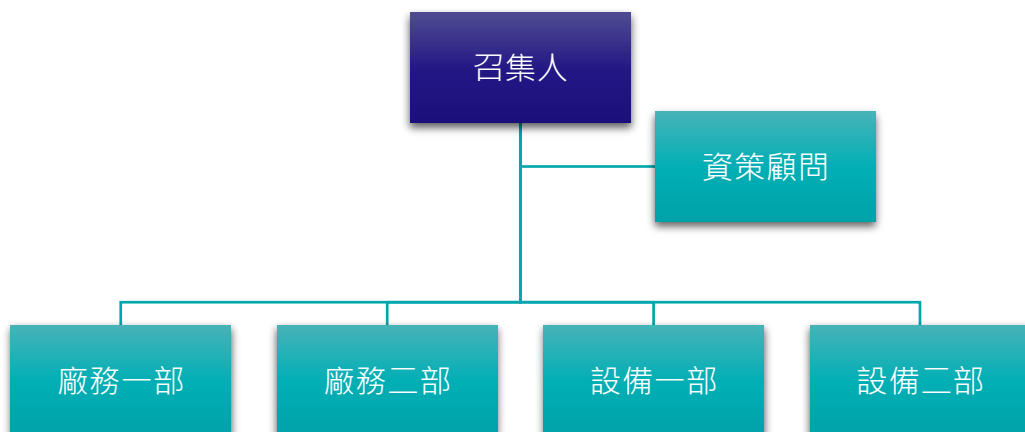 召集人
資策顧問
廠務一部
廠務二部
設備一部
設備二部